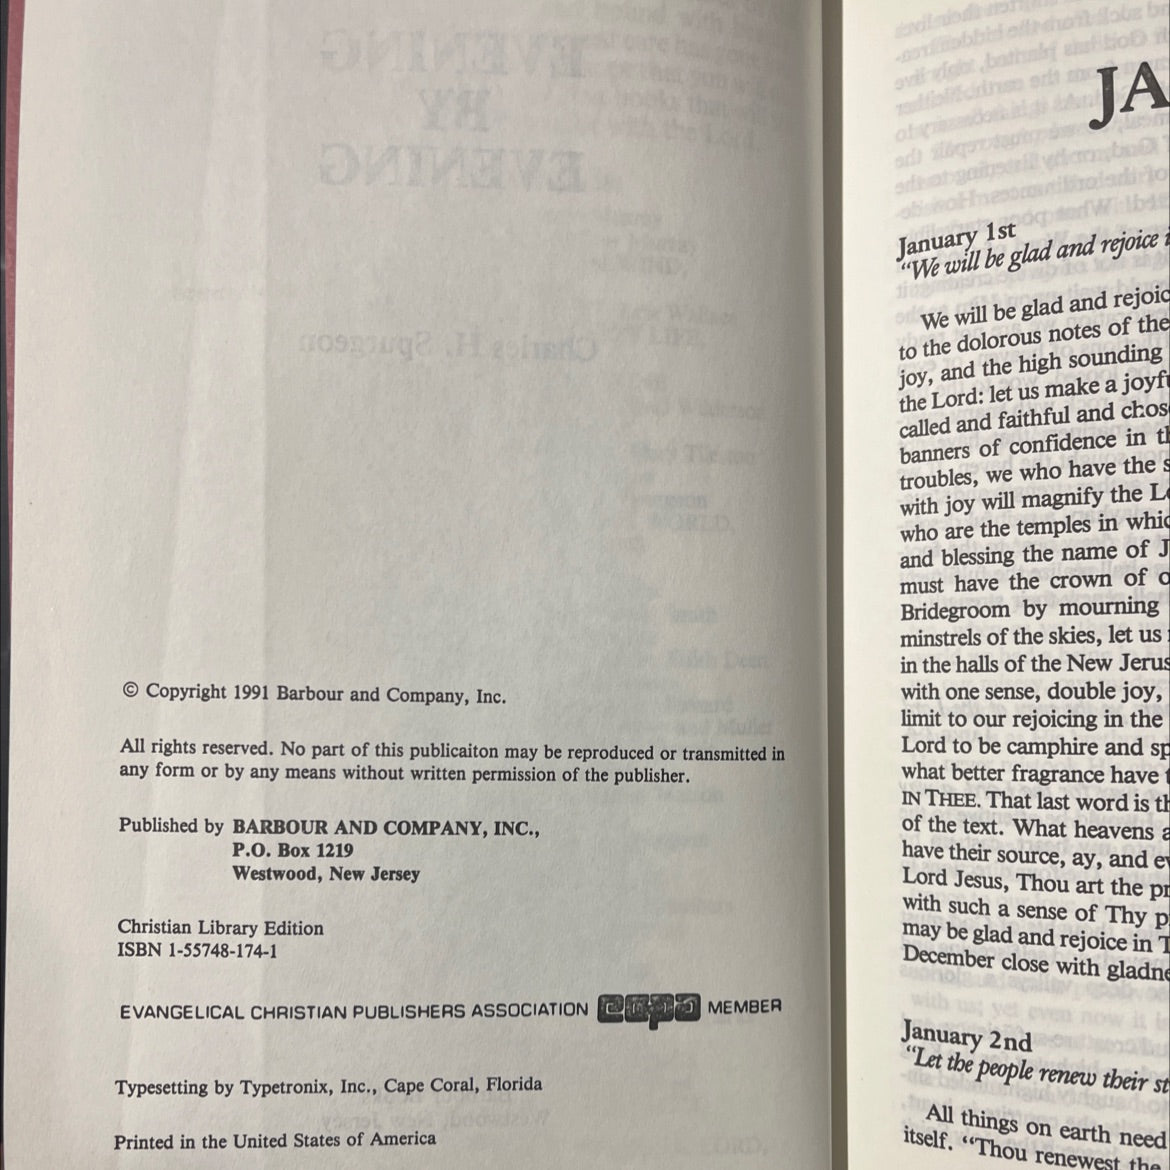 © Copyright 1991 Barbour and Company, Inc.
All rights reserved. No part of this publicaiton may be reproduced or transmitted in
any form or by any means without written permission of the publisher.
Published by BARBOUR AND COMPANY, INC.,
P.O. Box 1219
Westwood, New Jersey
Christian Library Edition
ISBN 1-55748-174-1
EVANGELICAL CHRISTIAN PUBLISHERS ASSOCIATION ecpa MEMBER
Typesetting by Typetronix, Inc., Cape Coral, Florida
Printed in the United States of America
JA
January 1st
"We will be glad and rejoice i
We will be glad and rejoic
to the dolorous notes of the
joy, and the high sounding
the Lord: let us make a joyfu
called and faithful and chos
banners of confidence in th
troubles, we who have the s
with joy will magnify the Lo
who are the temples in whic
and blessing the name of J
must have the crown of o
Bridegroom by mourning
minstrels of the skies, let us
in the halls of the New Jerus
with one sense, double joy,
limit to our rejoicing in the
Lord to be camphire and sp
what better fragrance have t
IN THEE. That last word is th
of the text. What heavens a
have their source, ay, and ev
Lord Jesus, Thou art the pr
with such a sense of Thy p
may be glad and rejoice in T
December close with gladne
January 2nd
"Let the people renew their st
All things on earth need
itself. "Thou renewest the